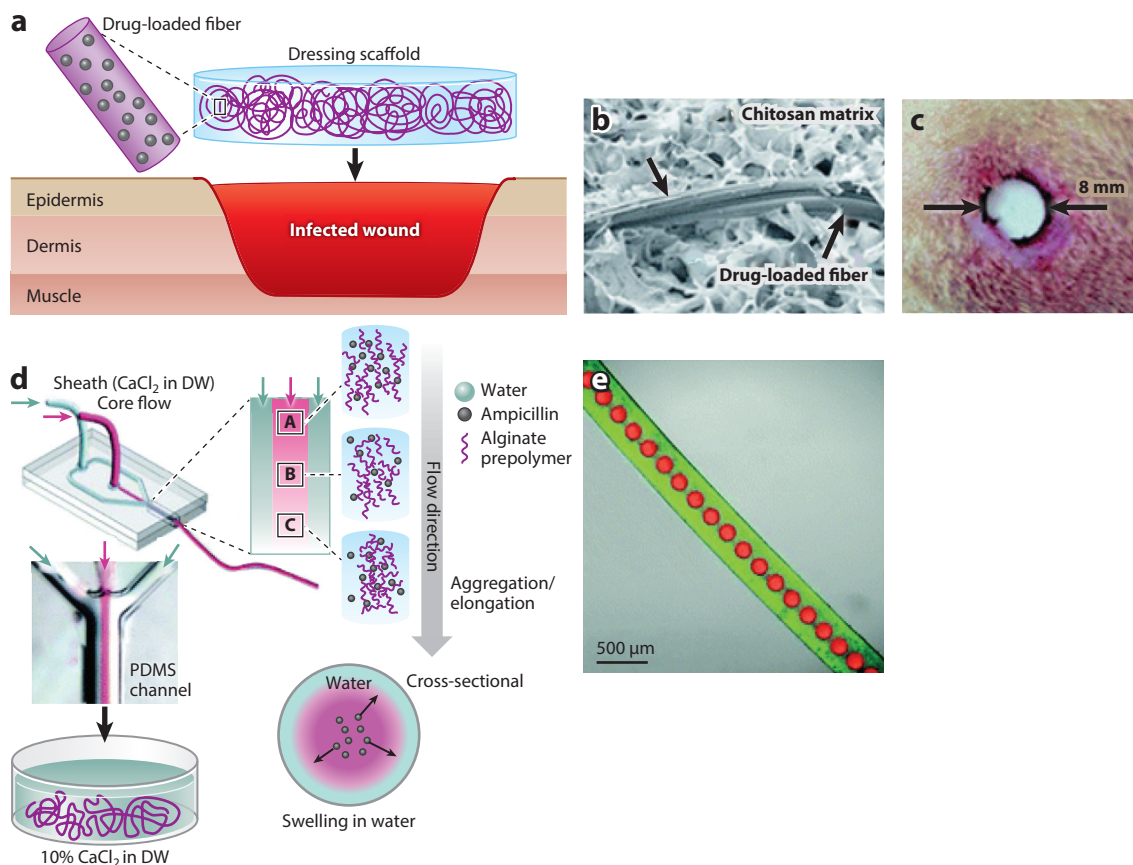 a
Drug-loaded fiber
Dressing scaffold
Epidermis
Dermis
Muscle
Infected wound
b
Chitosan matrix
Drug-loaded fiber
c
8 mm
d
Sheath (CaCl₂ in DW)
Core flow
A
B
C
Water
Ampicillin
Alginate
prepolymer
Flow direction
Aggregation/
elongation
PDMS
channel
10% CaCl₂ in DW
Water
Cross-sectional
Swelling in water
e
500 µm